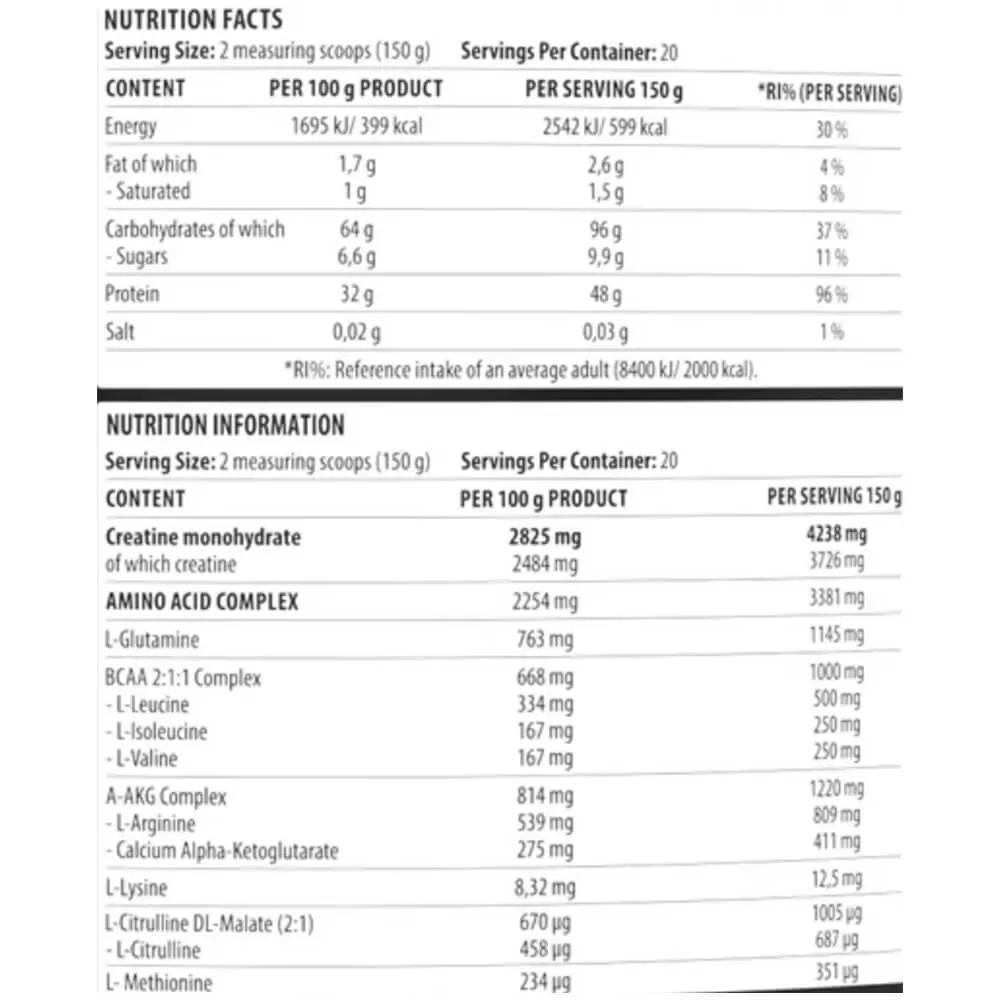 NUTRITION FACTS
Serving Size: 2 measuring scoops (150 g) Servings Per Container: 20
CONTENT PER 100 g PRODUCT PER SERVING 150 g *RI% (PER SERVING)
Energy 1695 kJ/ 399 kcal 2542 kJ/ 599 kcal 30 %
Fat of which 1,7 g 2,6 g 4 %
- Saturated 1 g 1,5 g 8 %
Carbohydrates of which 64 g 96 g 37 %
- Sugars 6,6 g 9,9 g 11 %
Protein 32 g 48 g 96 %
Salt 0,02 g 0,03 g 1 %
*RI%: Reference intake of an average adult (8400 kJ/ 2000 kcal).
NUTRITION INFORMATION
Serving Size: 2 measuring scoops (150 g) Servings Per Container: 20
CONTENT PER 100 g PRODUCT PER SERVING 150 g
Creatine monohydrate 2825 mg 4238 mg
of which creatine 2484 mg 3726 mg
AMINO ACID COMPLEX 2254 mg 3381 mg
L-Glutamine 763 mg 1145 mg
BCAA 2:1:1 Complex 668 mg 1000 mg
- L-Leucine 334 mg 500 mg
- L-Isoleucine 167 mg 250 mg
- L-Valine 167 mg 250 mg
A-AKG Complex 814 mg 1220 mg
- L-Arginine 539 mg 809 mg
- Calcium Alpha-Ketoglutarate 275 mg 411 mg
L-Lysine 8,32 mg 12,5 mg
L-Citrulline DL-Malate (2:1) 670 µg 1005 µg
- L-Citrulline 458 µg 687 µg
L- Methionine 234 µg 351 µg